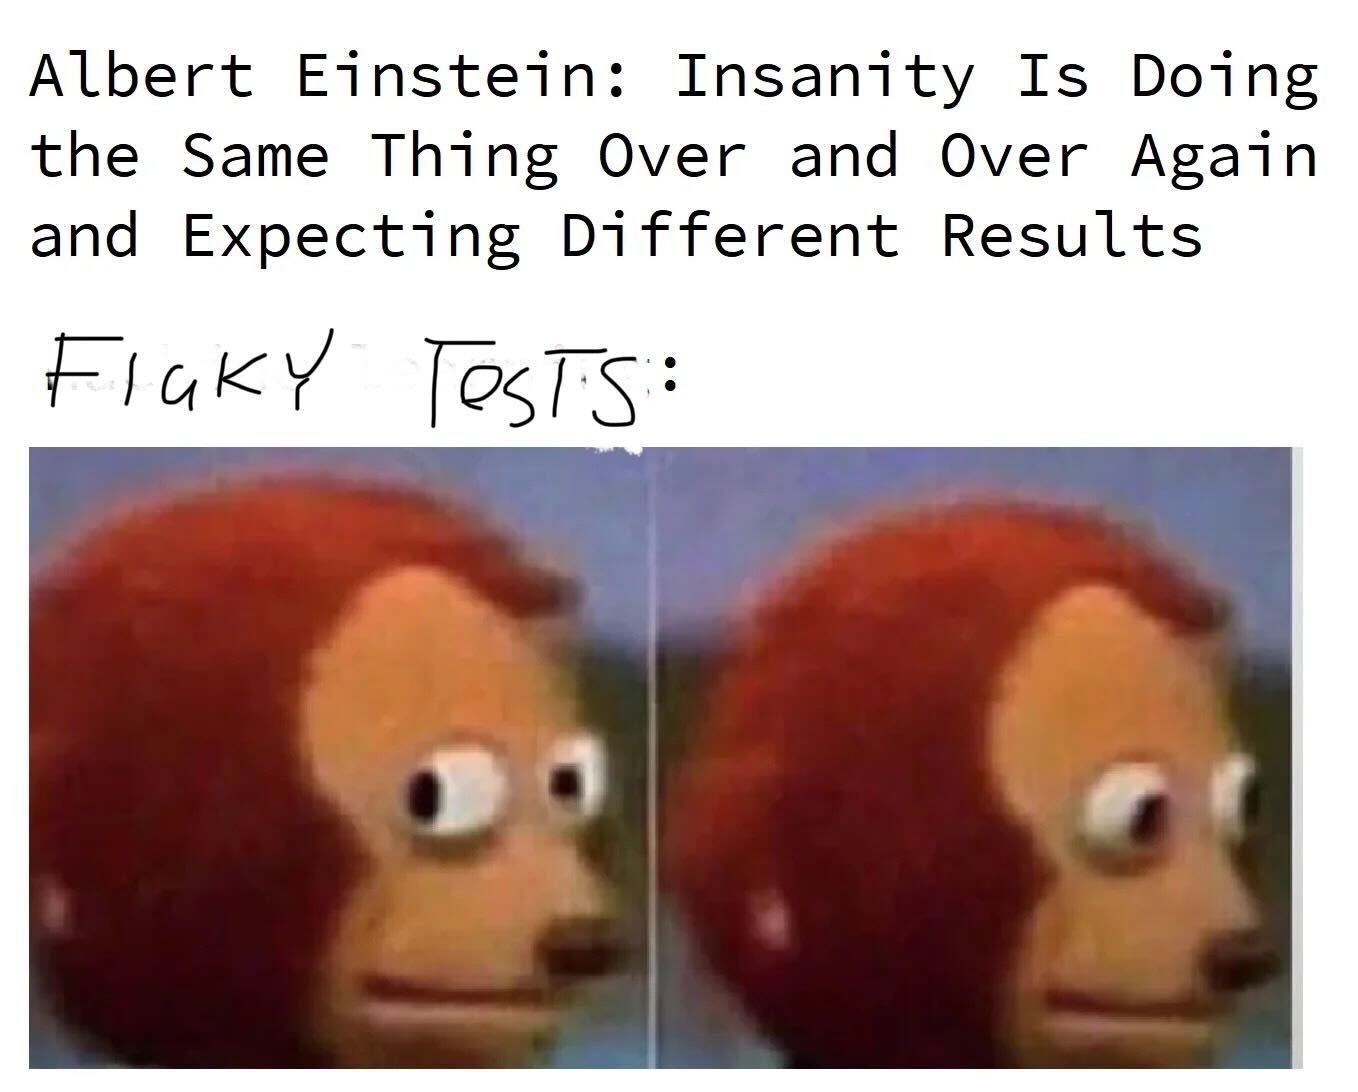 Albert Einstein: Insanity Is Doing
the Same Thing Over and Over Again
and Expecting Different Results
Flaky Tests: